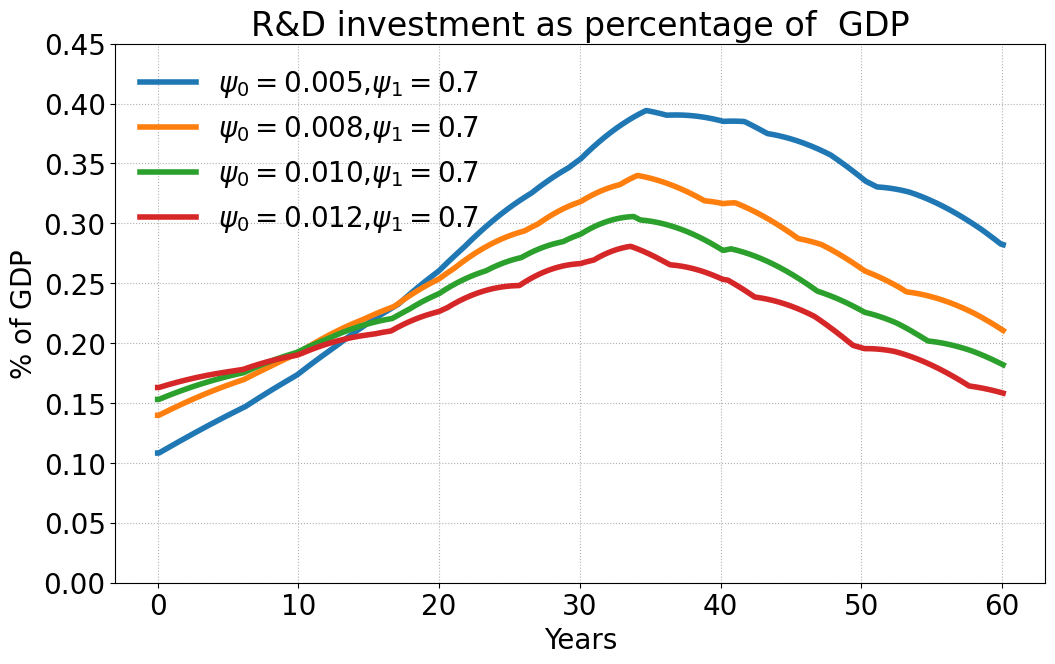 R&D investment as percentage of  GDP
% of GDP
0.45
0.40
0.35
0.30
0.25
0.20
0.15
0.10
0.05
0.00
ψ₀ = 0.005,ψ₁ = 0.7
ψ₀ = 0.008,ψ₁ = 0.7
ψ₀ = 0.010,ψ₁ = 0.7
ψ₀ = 0.012,ψ₁ = 0.7
0 10 20 30 40 50 60
Years